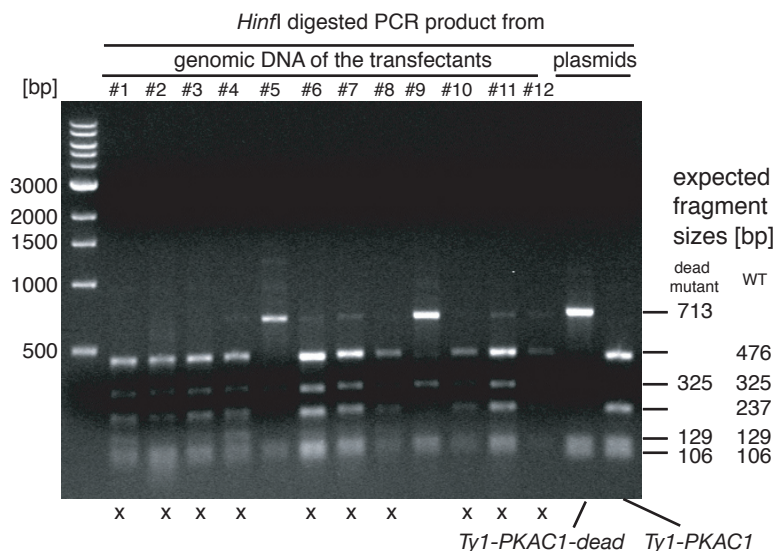 HinfI digested PCR product from
genomic DNA of the transfectants plasmids
[bp] #1 #2 #3 #4 #5 #6 #7 #8 #9 #10 #11 #12
3000
2000
1500
1000
500
expected
fragment
sizes [bp]
dead
mutant WT
713
476
325 325
237
129 129
106 106
x x x x x x x x x x
Ty1-PKAC1-dead Ty1-PKAC1